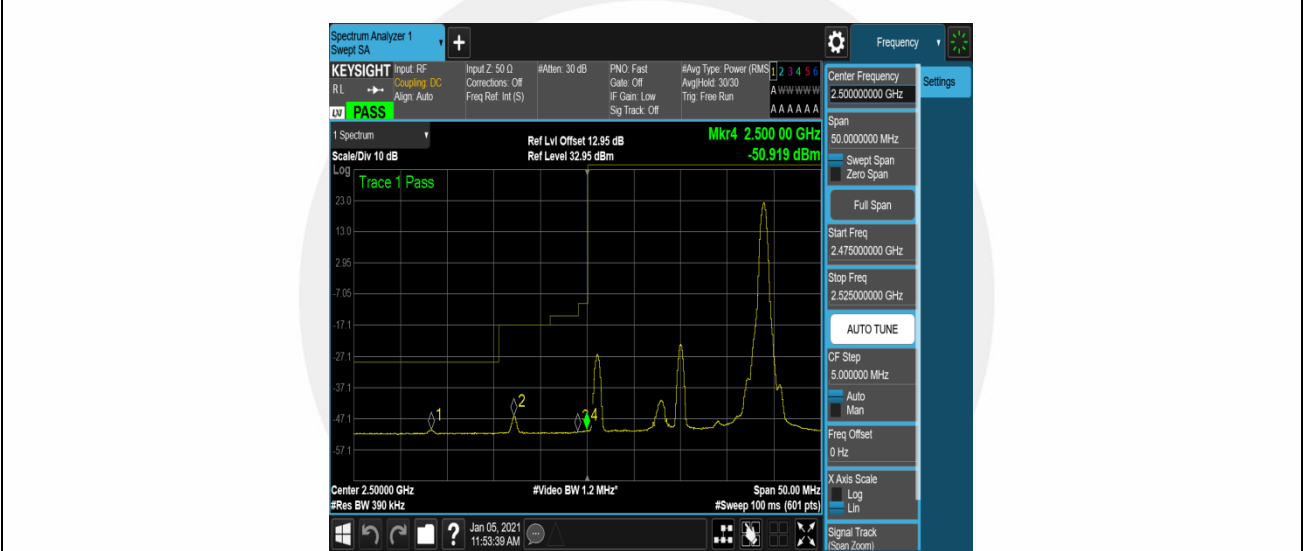 Spectrum Analyzer 1
Swept SA
+
Frequency
KEYSIGHT
RL
LXI PASS
Input: RF
Coupling: DC
Align: Auto
Input Z: 50 Ω
Corrections: Off
Freq Ref: Int (S)
#Atten: 30 dB
PNO: Fast
Gate: Off
IF Gain: Low
Sig Track: Off
#Avg Type: Power (RMS
Avg|Hold: 30/30
Trig: Free Run
1 2 3 4 5 6
A W W W W W
A A A A A A
1 Spectrum
Scale/Div 10 dB
Ref Lvl Offset 12.95 dB
Ref Level 32.95 dBm
Mkr4 2.500 00 GHz
-50.919 dBm
Log
Trace 1 Pass
23.0
13.0
2.95
-7.05
-17.1
-27.1
-37.1
-47.1
-57.1
1
2
3
4
Center 2.50000 GHz
#Res BW 390 kHz
#Video BW 1.2 MHz*
Span 50.00 MHz
#Sweep 100 ms (601 pts)
?
Jan 05, 2021
11:53:39 AM
Center Frequency
2.500000000 GHz
Settings
Span
50.0000000 MHz
Swept Span
Zero Span
Full Span
Start Freq
2.475000000 GHz
Stop Freq
2.525000000 GHz
AUTO TUNE
CF Step
5.000000 MHz
Auto
Man
Freq Offset
0 Hz
X Axis Scale
Log
Lin
Signal Track
(Span Zoom)